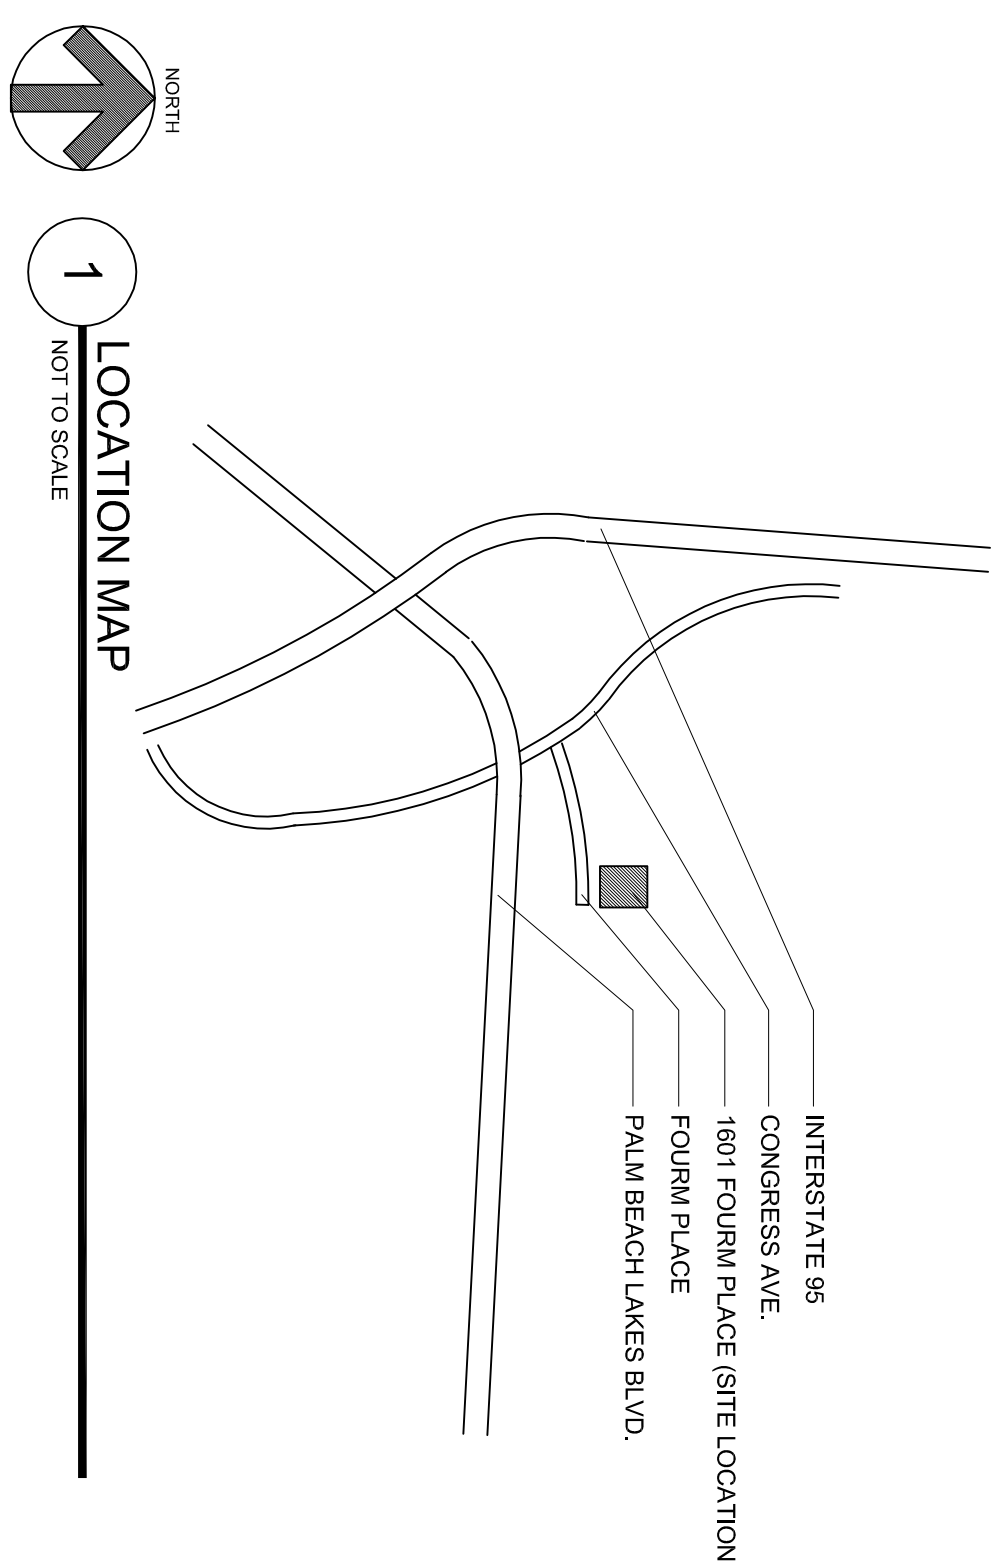 INTERSTATE 95
CONGRESS AVE.
1601 FOURM PLACE (SITE LOCATION
FOURM PLACE
PALM BEACH LAKES BLVD.
NORTH
1
LOCATION MAP
NOT TO SCALE